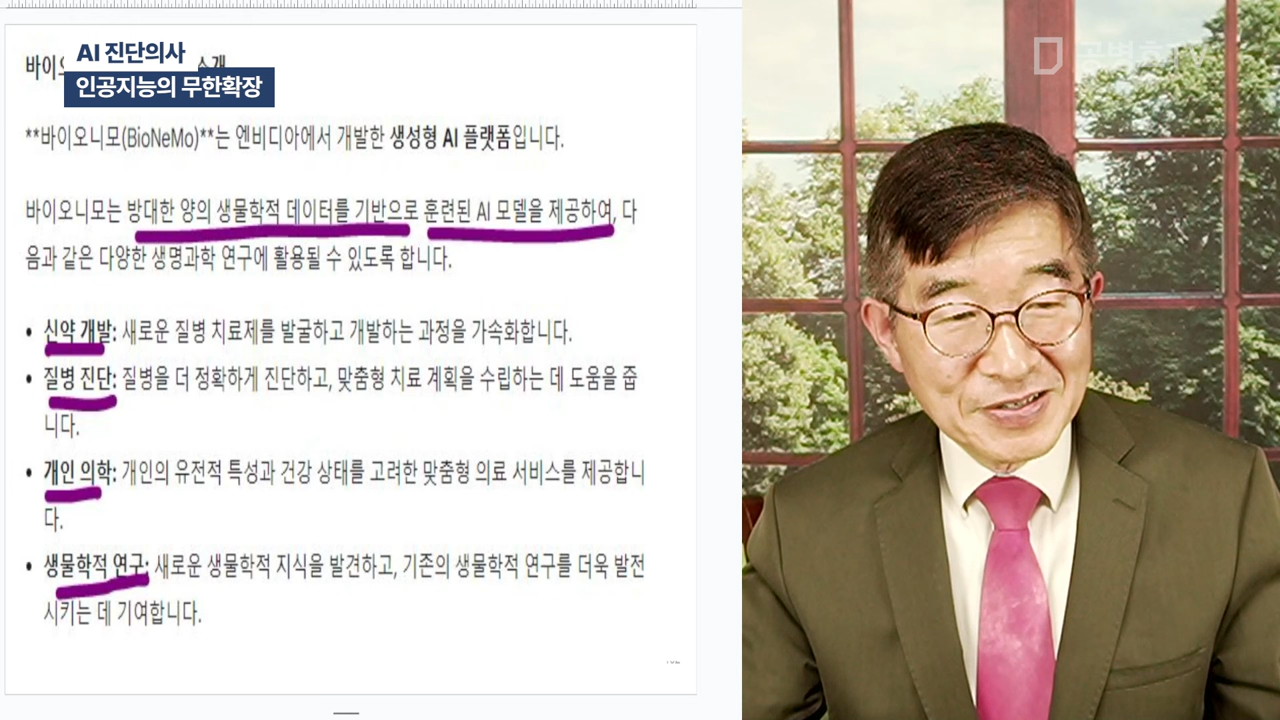 AI 진단의사
인공지능의 무한확장
공병호TV
**바이오니모(BioNeMo)**는 엔비디아에서 개발한 생성형 AI 플랫폼입니다.
바이오니모는 방대한 양의 생물학적 데이터를 기반으로 훈련된 AI 모델을 제공하여, 다
음과 같은 다양한 생명과학 연구에 활용될 수 있도록 합니다.
• 신약 개발: 새로운 질병 치료제를 발굴하고 개발하는 과정을 가속화합니다.
• 질병 진단: 질병을 더 정확하게 진단하고, 맞춤형 치료 계획을 수립하는 데 도움을 줍
니다.
• 개인 의학: 개인의 유전적 특성과 건강 상태를 고려한 맞춤형 의료 서비스를 제공합니
다.
• 생물학적 연구: 새로운 생물학적 지식을 발견하고, 기존의 생물학적 연구를 더욱 발전
시키는 데 기여합니다.